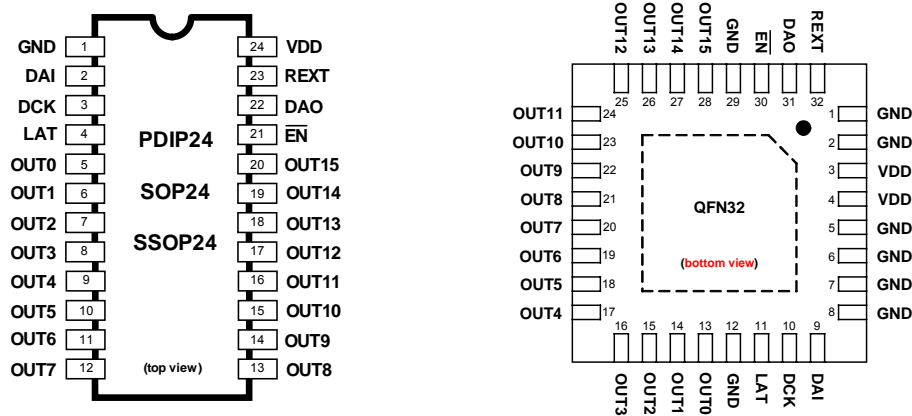 GND 1 24 VDD
DAI 2 23 REXT
DCK 3 22 DAO
LAT 4 21 EN
OUT0 5 20 OUT15
OUT1 6 19 OUT14
OUT2 7 18 OUT13
OUT3 8 17 OUT12
OUT4 9 16 OUT11
OUT5 10 15 OUT10
OUT6 11 14 OUT9
OUT7 12 13 OUT8
PDIP24
SOP24
SSOP24
(top view)
OUT12 OUT13 OUT14 OUT15 GND EN DAO REXT
25 26 27 28 29 30 31 32
OUT11 24 1 GND
OUT10 23 2 GND
OUT9 22 3 VDD
OUT8 21 4 VDD
OUT7 20 5 GND
OUT6 19 6 GND
OUT5 18 7 GND
OUT4 17 8 GND
QFN32
(bottom view)
16 15 14 13 12 11 10 9
OUT3 OUT2 OUT1 OUT0 GND LAT DCK DAI